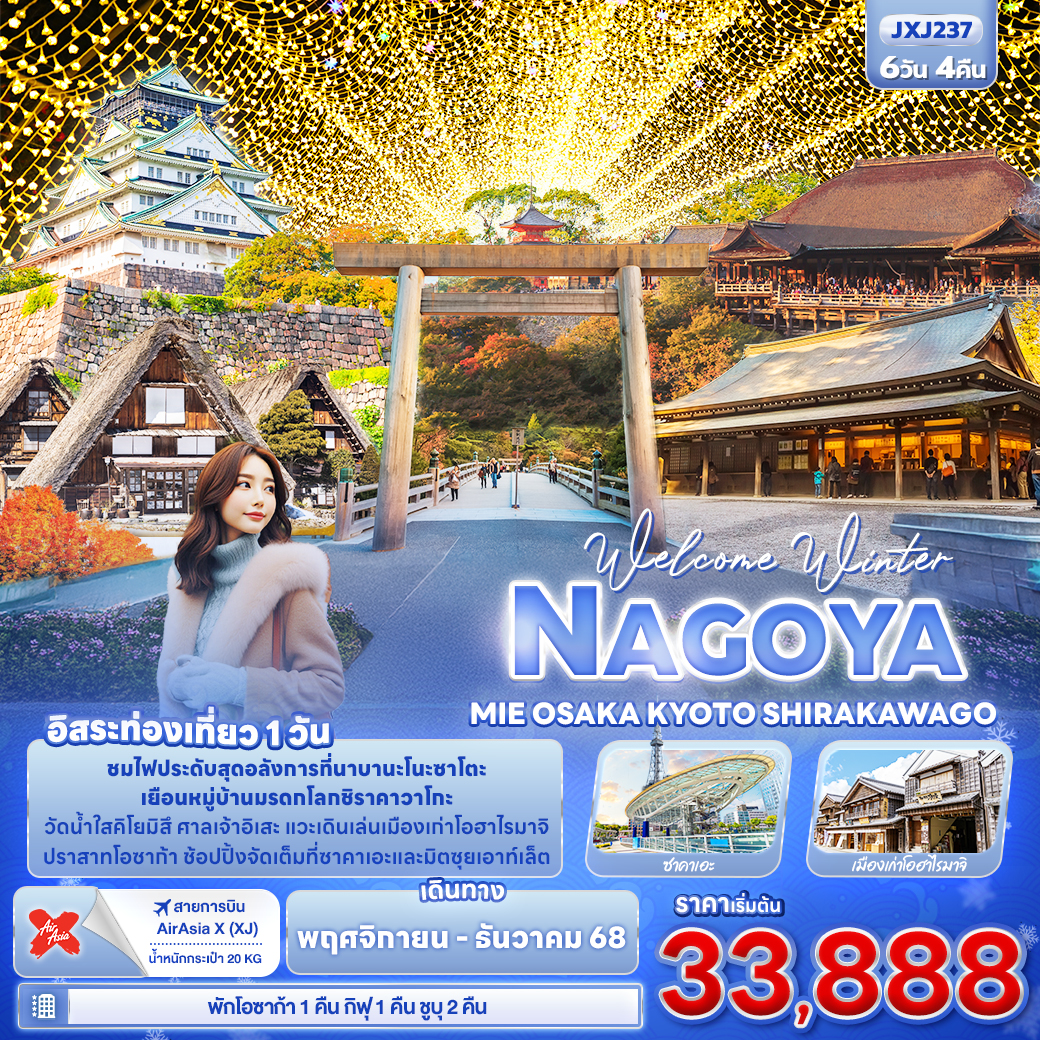 JXJ237
6วัน 4คืน
Welcome Winter
NAGOYA
MIE OSAKA KYOTO SHIRAKAWAGO
อิสระท่องเที่ยว 1 วัน
ชมไฟประดับสุดอลังการที่นาบานะโนะซาโตะ
เยือนหมู่บ้านมรดกโลกชิราคาวาโกะ
วัดน้ำใสคิโยมิสึ ศาลเจ้าอิเสะ แวะเดินเล่นเมืองเก่าโอฮาไรมาจิ
ปราสาทโอซาก้า ช้อปปิ้งจัดเต็มที่ซาคาเอะและมิตซุยเอาท์เล็ต
ซาคาเอะ
เมืองเก่าโอฮาไรมาจิ
Air Asia
สายการบิน
AirAsia X (XJ)
น้ำหนักกระเป๋า 20 KG
เดินทาง
พฤศจิกายน - ธันวาคม 68
ราคาเริ่มต้น
33,888
พักโอซาก้า 1 คืน กิฟุ 1 คืน ชูบุ 2 คืน